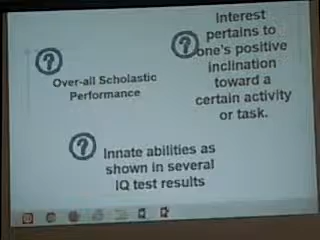 Over-all Scholastic
Performance
Interest
pertains to
one's positive
inclination
toward a
certain activity
or task.
Innate abilities as
shown in several
IQ test results